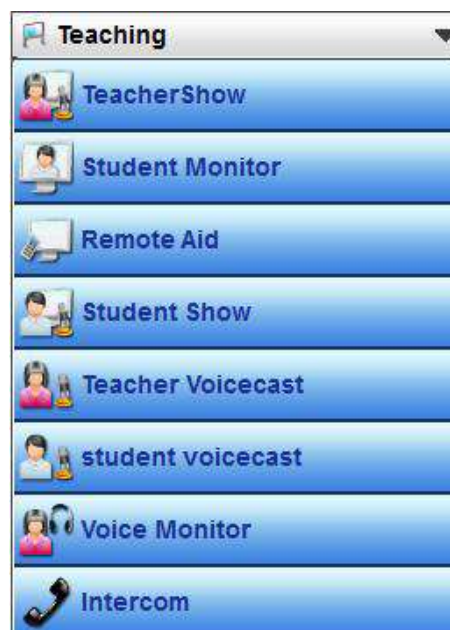 Teaching
TeacherShow
Student Monitor
Remote Aid
Student Show
Teacher Voicecast
student voicecast
Voice Monitor
Intercom